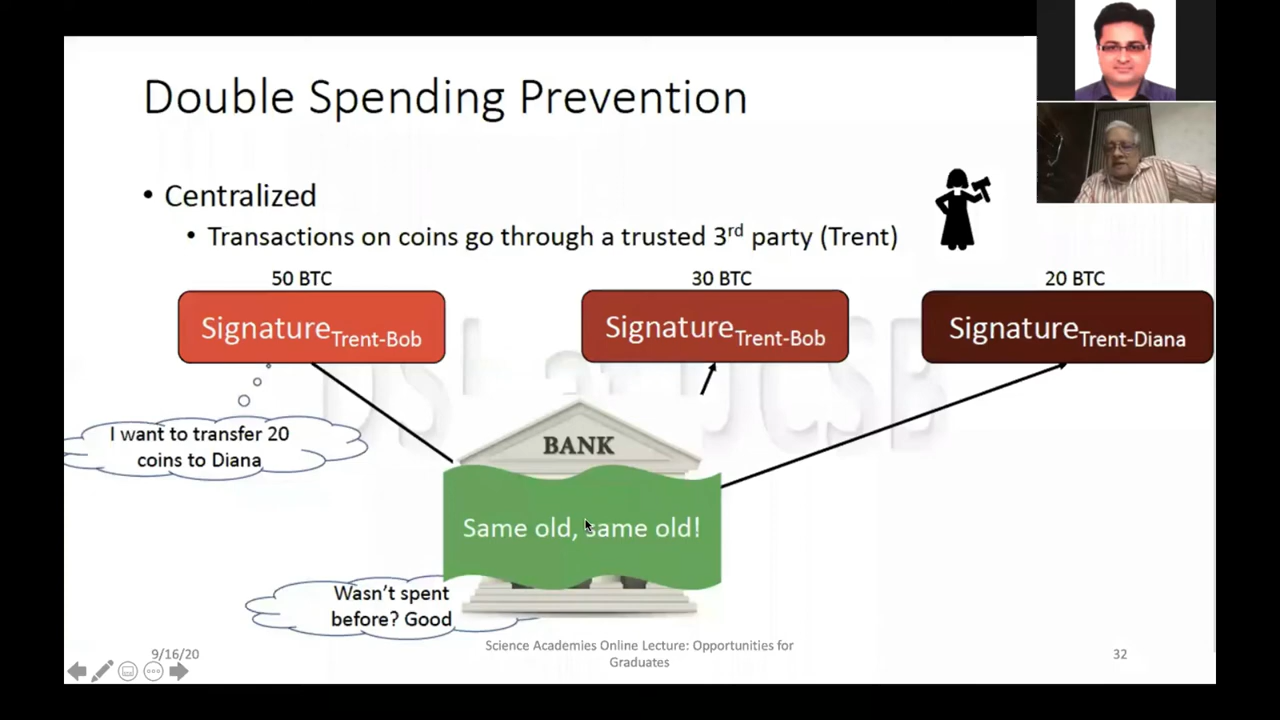 Double Spending Prevention
• Centralized
• Transactions on coins go through a trusted 3rd party (Trent)
50 BTC
30 BTC
20 BTC
SignatureTrent-Bob
SignatureTrent-Bob
SignatureTrent-Diana
I want to transfer 20
coins to Diana
BANK
Same old, same old!
Wasn't spent
before? Good
9/16/20
Science Academies Online Lecture: Opportunities for
Graduates
32